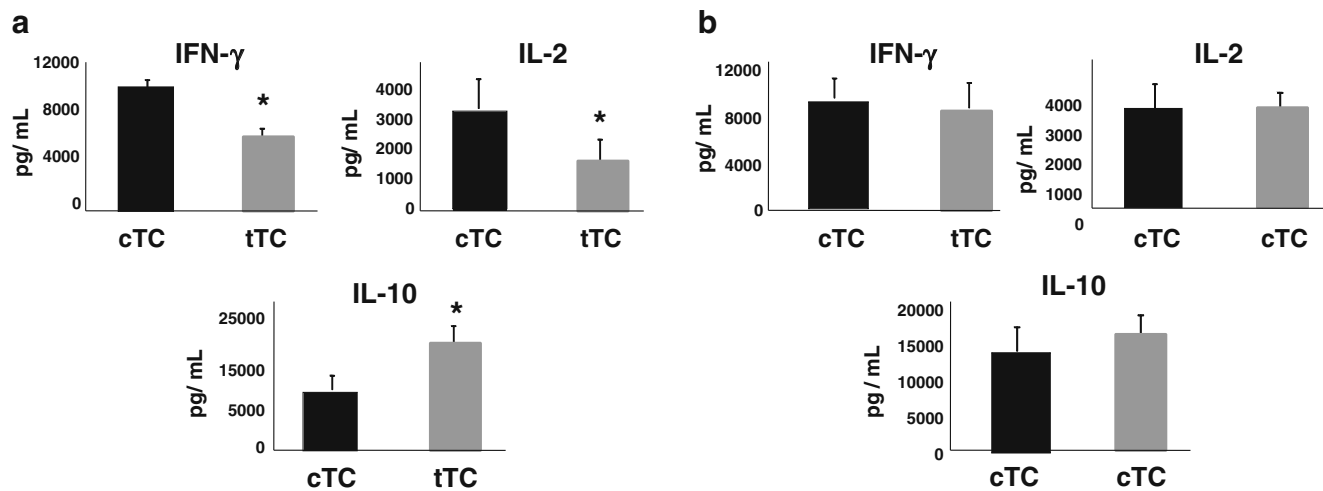 a
IFN-γ
12000
10000
4000
0
pg/ mL
*
cTC
tTC
IL-2
4000
3000
2000
1000
0
pg/ mL
*
cTC
tTC
IL-10
25000
15000
5000
0
pg/ mL
*
cTC
tTC
b
IFN-γ
12000
8000
4000
0
pg/ mL
cTC
tTC
IL-2
4000
3000
2000
1000
0
pg/ mL
cTC
cTC
IL-10
20000
15000
10000
5000
0
pg/ mL
cTC
cTC